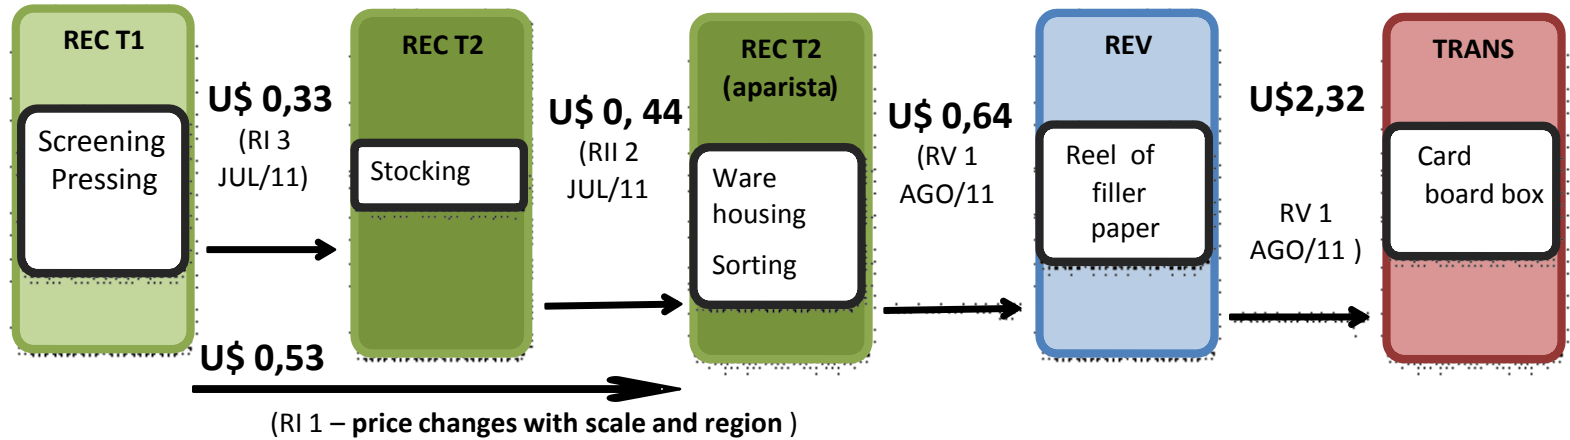 REC T1
Screening
Pressing
U$ 0,33
(RI 3
JUL/11)
REC T2
Stocking
U$ 0, 44
(RII 2
JUL/11
REC T2
(aparista)
Ware
housing
Sorting
U$ 0,64
(RV 1
AGO/11
REV
Reel of
filler
paper
U$2,32
RV 1
AGO/11 )
TRANS
Card
board box
U$ 0,53
(RI 1 – price changes with scale and region )